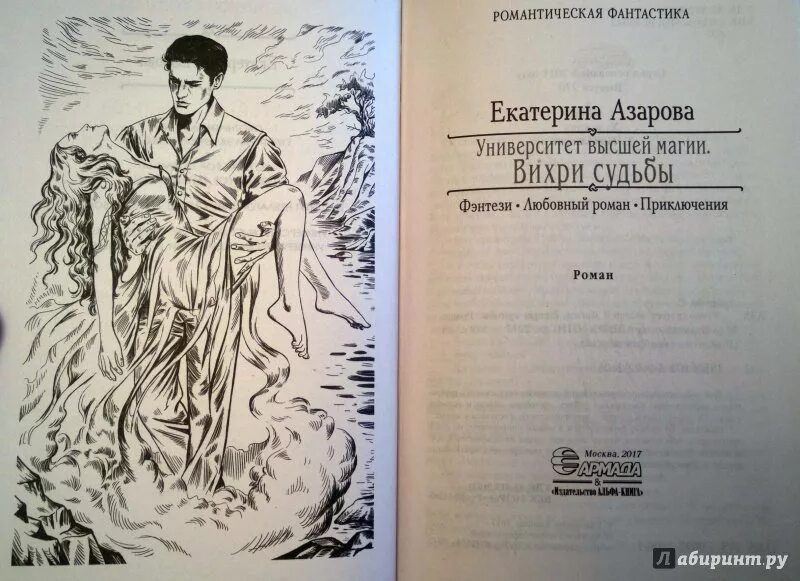 РОМАНТИЧЕСКАЯ ФАНТАСТИКА
Екатерина Азарова
Университет высшей магии.
Вихри судьбы
Фэнтези • Любовный роман • Приключения
Роман
Москва, 2017
АРМАДА
&
«Издательство АЛЬФА-КНИГА»
Лабиринт.ру